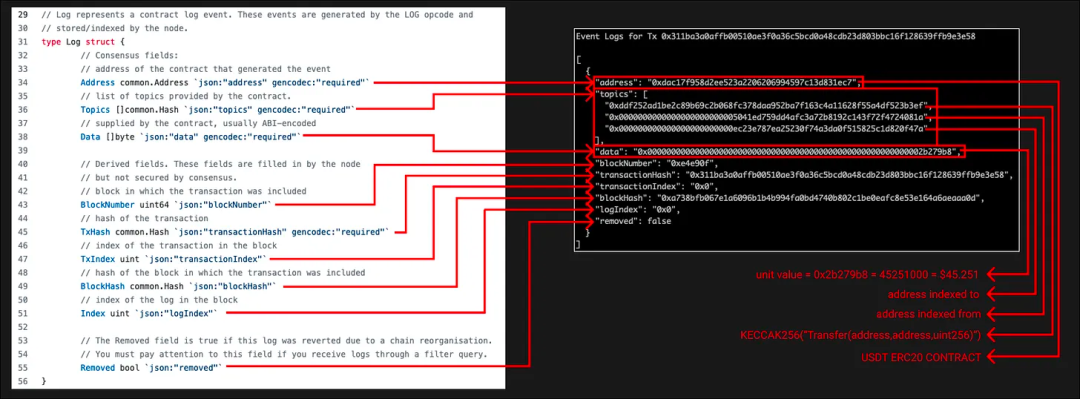 29 // Log represents a contract log event. These events are generated by the LOG opcode and
30 // stored/indexed by the node.
31 type Log struct {
32 // Consensus fields:
33 // address of the contract that generated the event
34 Address common.Address `json:"address" gencodec:"required"`
35 // list of topics provided by the contract.
36 Topics []common.Hash `json:"topics" gencodec:"required"`
37 // supplied by the contract, usually ABI-encoded
38 Data []byte `json:"data" gencodec:"required"`
39
40 // Derived fields. These fields are filled in by the node
41 // but not secured by consensus.
42 // block in which the transaction was included
43 BlockNumber uint64 `json:"blockNumber"`
44 // hash of the transaction
45 TxHash common.Hash `json:"transactionHash" gencodec:"required"`
46 // index of the transaction in the block
47 TxIndex uint `json:"transactionIndex"`
48 // hash of the block in which the transaction was included
49 BlockHash common.Hash `json:"blockHash"`
50 // index of the log in the block
51 Index uint `json:"logIndex"`
52
53 // The Removed field is true if this log was reverted due to a chain reorganisation.
54 // You must pay attention to this field if you receive logs through a filter query.
55 Removed bool `json:"removed"`
56 }
Event Logs for Tx 0x311ba3a0affb00510ae3f0a36c5bcd0a48cdb23d803bbc16f128639ffb9e3e58
[
{
"address": "0xdac17f958d2ee523a2206206994597c13d831ec7",
"topics": [
"0xddf252ad1be2c89b69c2b068fc378daa952ba7f163c4a11628f55a4df523b3ef",
"0x0000000000000000000000005041ed759dd4afc3a72b8192c143f72f4724081a",
"0x000000000000000000000000ec23e787ea25230f74a3da0f515825c1d820f47a"
],
"data": "0x000000000000000000000000000000000000000000000000000000002b279b8",
"blockNumber": "0xe4e90f",
"transactionHash": "0x311ba3a0affb00510ae3f0a36c5bcd0a48cdb23d803bbc16f128639ffb9e3e58",
"transactionIndex": "0x0",
"blockHash": "0xa738bfb067e1a6096b1b4b994fa0bd4740b802c1be0eafc8e53e164a6aeaaa0d",
"logIndex": "0x0",
"removed": false
}
]
unit value = 0x2b279b8 = 45251000 = $45.251
address indexed to
address indexed from
KECCAK256("Transfer(address,address,uint256)")
USDT ERC20 CONTRACT